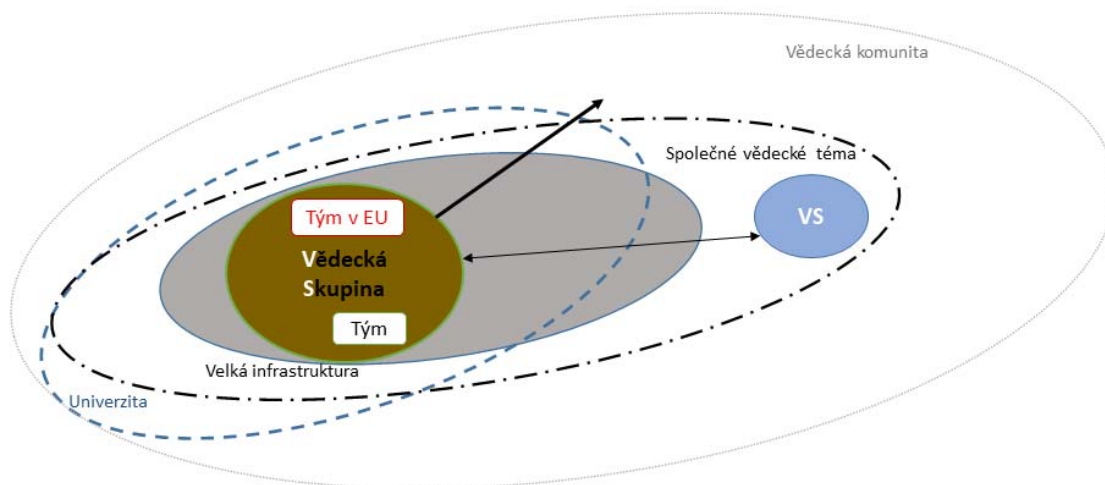 Vědecká komunita
Společné vědecké téma
VS
Tým v EU
Vědecká
Skupina
Tým
Velká infrastruktura
Univerzita